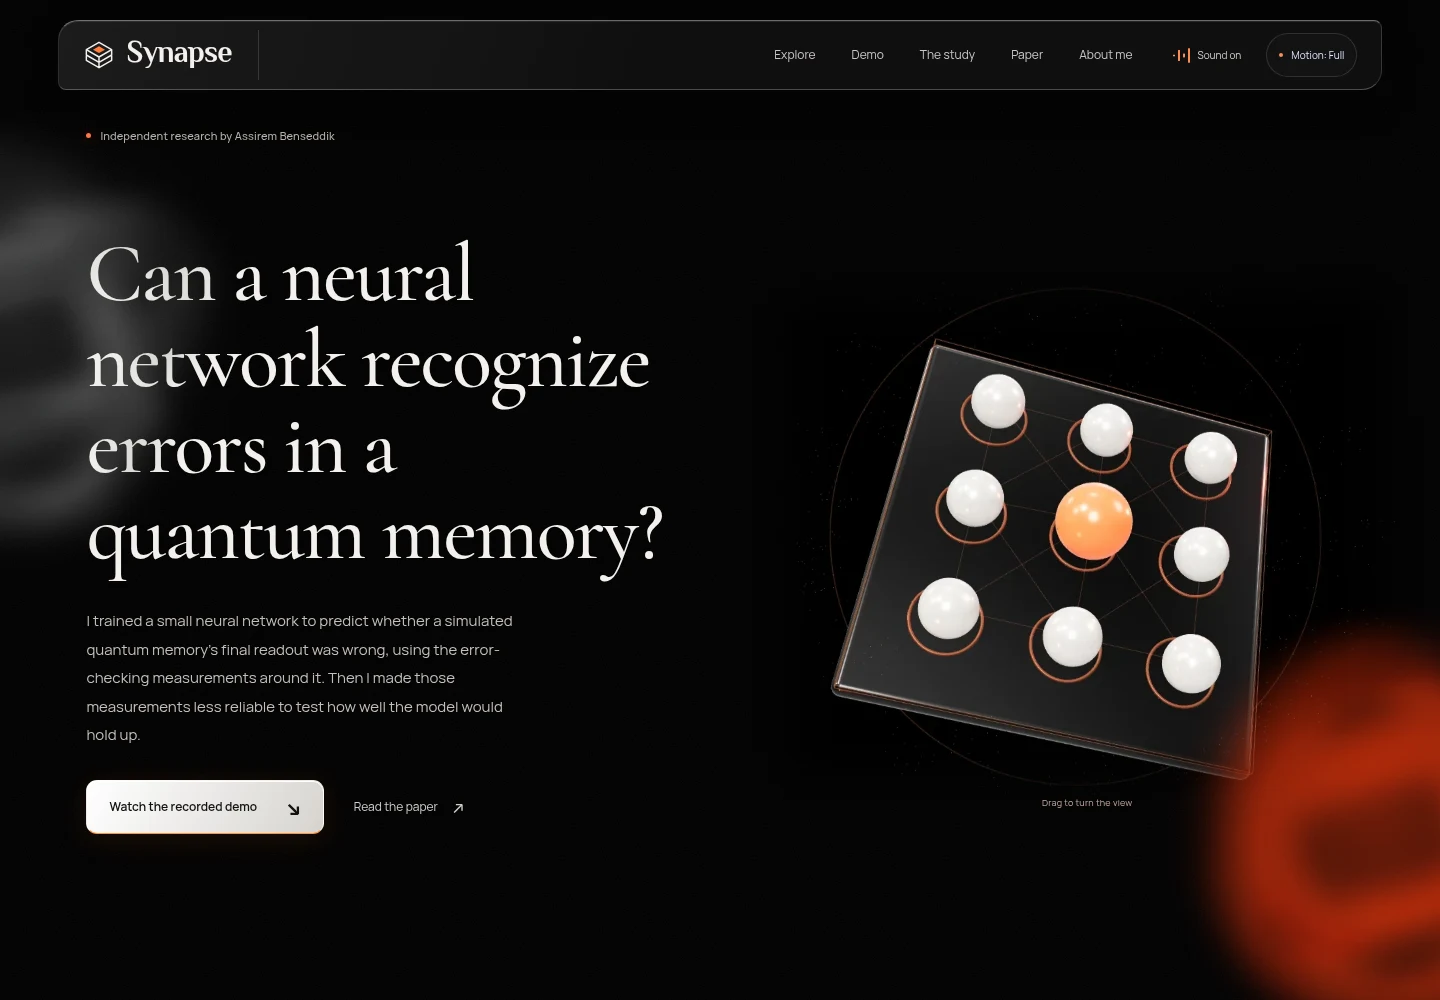 Synapse
Explore
Demo
The study
Paper
About me
Sound on
Motion: Full
Independent research by Assirem Benseddik
Can a neural
network recognize
errors in a
quantum memory?
I trained a small neural network to predict whether a simulated
quantum memory's final readout was wrong, using the error-
checking measurements around it. Then I made those
measurements less reliable to test how well the model would
hold up.
Watch the recorded demo
Read the paper
Drag to turn the view